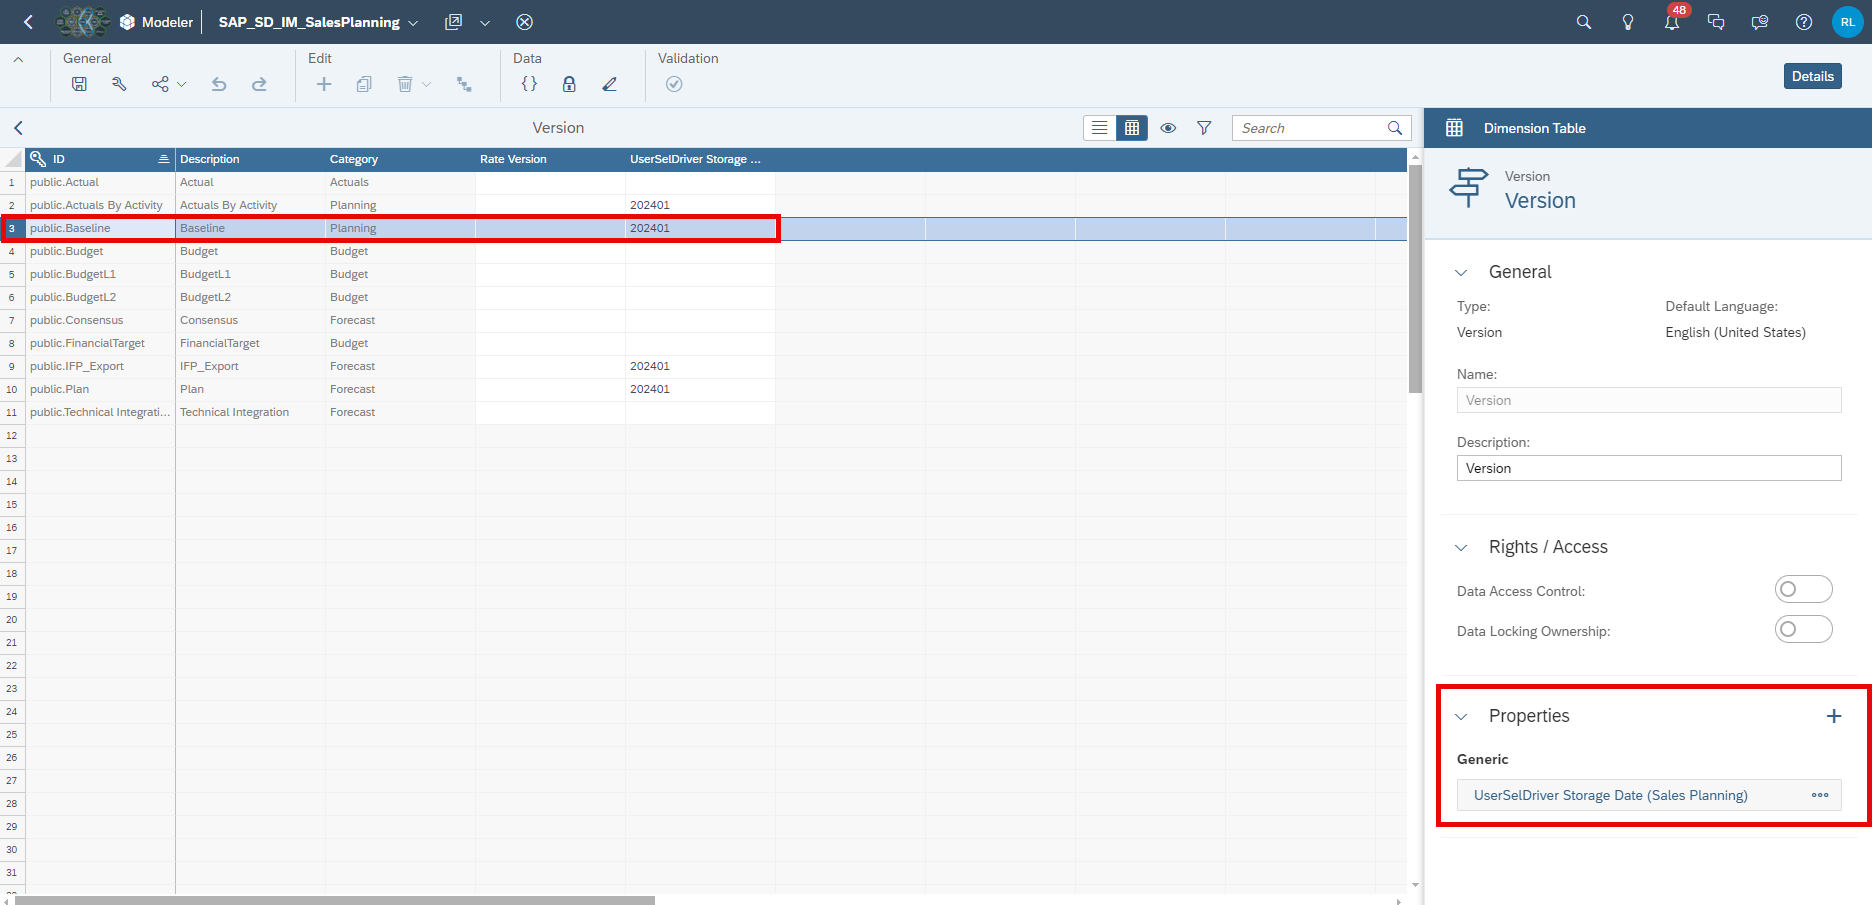 Modeler SAP_SD_IM_SalesPlanning 48 RL
General Edit Data Validation
Details
Version Search
ID Description Category Rate Version UserSelDriver Storage ...
1 public.Actual Actual Actuals
2 public.Actuals By Activity Actuals By Activity Planning 202401
3 public.Baseline Baseline Planning 202401
4 public.Budget Budget Budget
5 public.BudgetL1 BudgetL1 Budget
6 public.BudgetL2 BudgetL2 Budget
7 public.Consensus Consensus Forecast
8 public.FinancialTarget FinancialTarget Budget
9 public.IFP_Export IFP_Export Forecast 202401
10 public.Plan Plan Forecast 202401
11 public.Technical Integrati... Technical Integration Forecast
12
13
14
15
16
17
18
19
20
21
22
23
24
25
26
27
28
29
30
31
Dimension Table
Version
Version
General
Type: Default Language:
Version English (United States)
Name:
Version
Description:
Version
Rights / Access
Data Access Control:
Data Locking Ownership:
Properties
Generic
UserSelDriver Storage Date (Sales Planning)